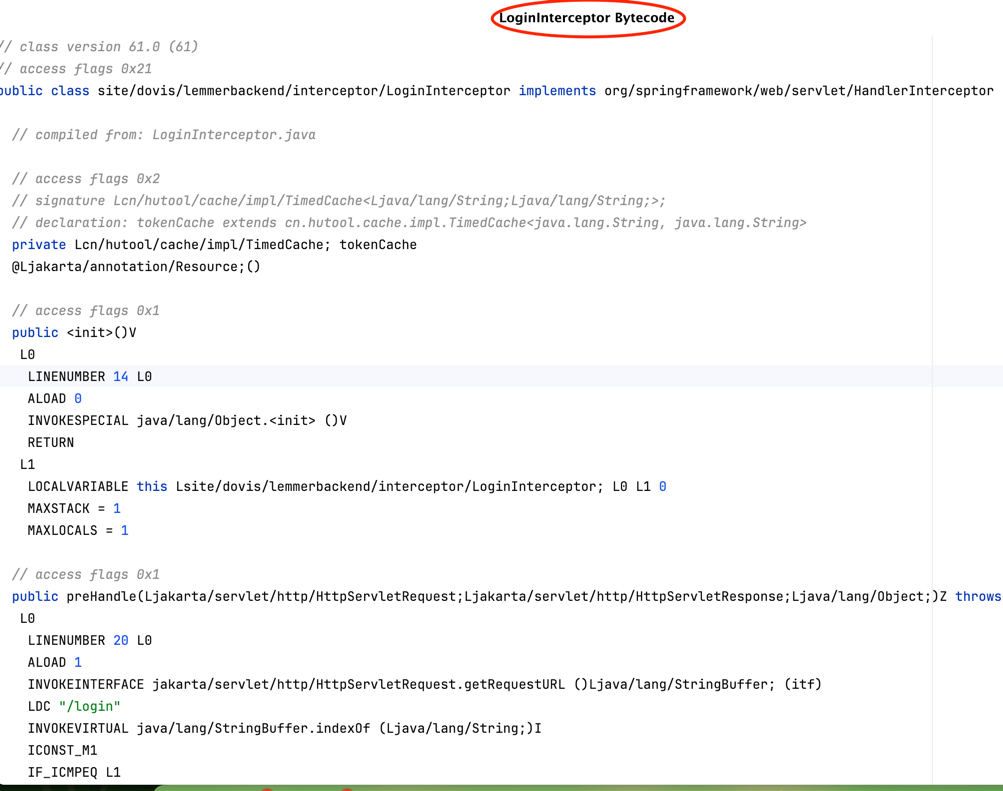 LoginInterceptor Bytecode
// class version 61.0 (61)
// access flags 0x21
public class site/dovis/lemmerbackend/interceptor/LoginInterceptor implements org/springframework/web/servlet/HandlerInterceptor
// compiled from: LoginInterceptor.java
// access flags 0x2
// signature Lcn/hutool/cache/impl/TimedCache<Ljava/lang/String;Ljava/lang/String;>;
// declaration: tokenCache extends cn.hutool.cache.impl.TimedCache<java.lang.String, java.lang.String>
private Lcn/hutool/cache/impl/TimedCache; tokenCache
@Ljakarta/annotation/Resource;()
// access flags 0x1
public <init>()V
L0
LINENUMBER 14 L0
ALOAD 0
INVOKESPECIAL java/lang/Object.<init> ()V
RETURN
L1
LOCALVARIABLE this Lsite/dovis/lemmerbackend/interceptor/LoginInterceptor; L0 L1 0
MAXSTACK = 1
MAXLOCALS = 1
// access flags 0x1
public preHandle(Ljakarta/servlet/http/HttpServletRequest;Ljakarta/servlet/http/HttpServletResponse;Ljava/lang/Object;)Z throws
L0
LINENUMBER 20 L0
ALOAD 1
INVOKEINTERFACE jakarta/servlet/http/HttpServletRequest.getRequestURL ()Ljava/lang/StringBuffer; (itf)
LDC "/login"
INVOKEVIRTUAL java/lang/StringBuffer.indexOf (Ljava/lang/String;)I
ICONST_M1
IF_ICMPEQ L1